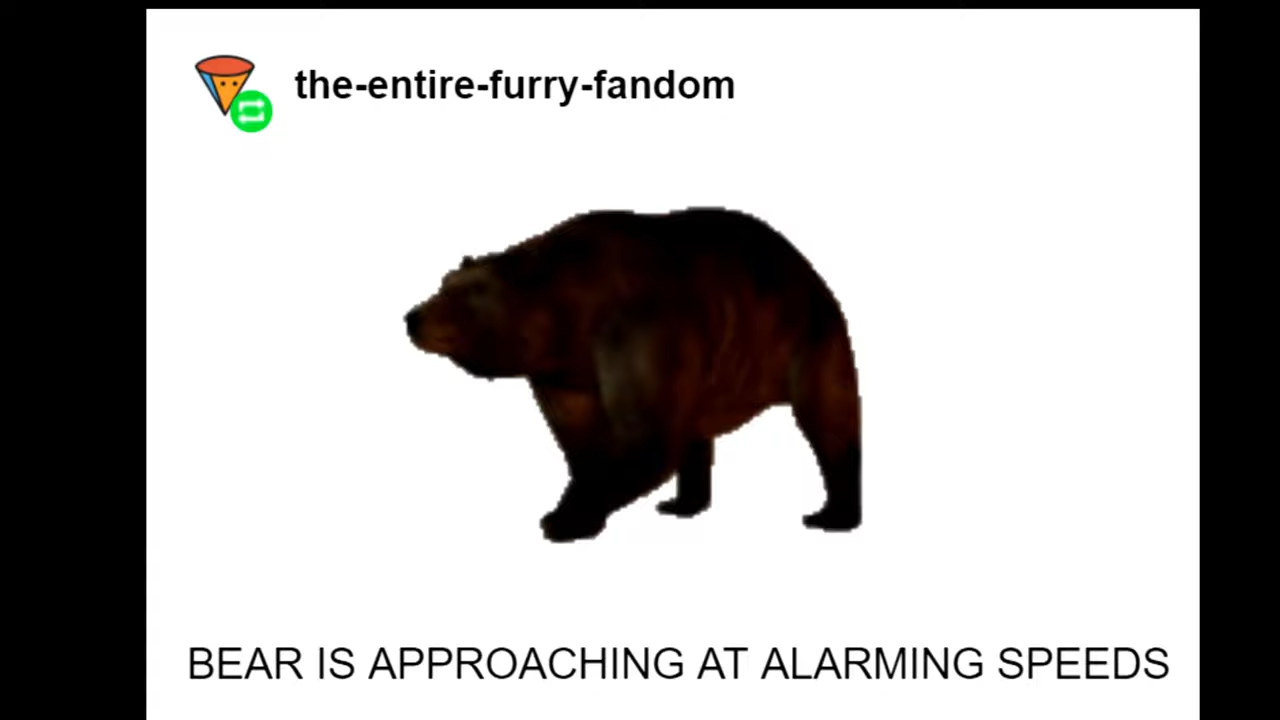 the-entire-furry-fandom
BEAR IS APPROACHING AT ALARMING SPEEDS